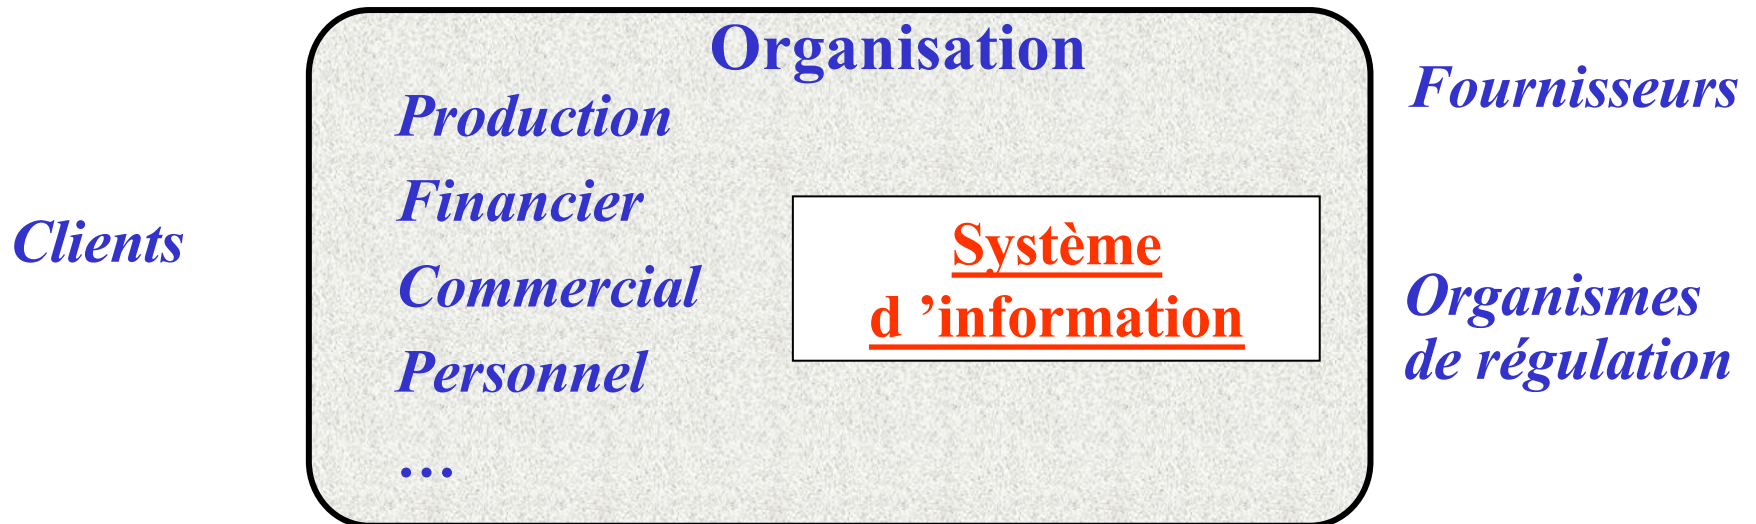 Organisation
Clients
Production
Financier
Commercial
Personnel
…
Système
d ’information
Fournisseurs
Organismes
de régulation